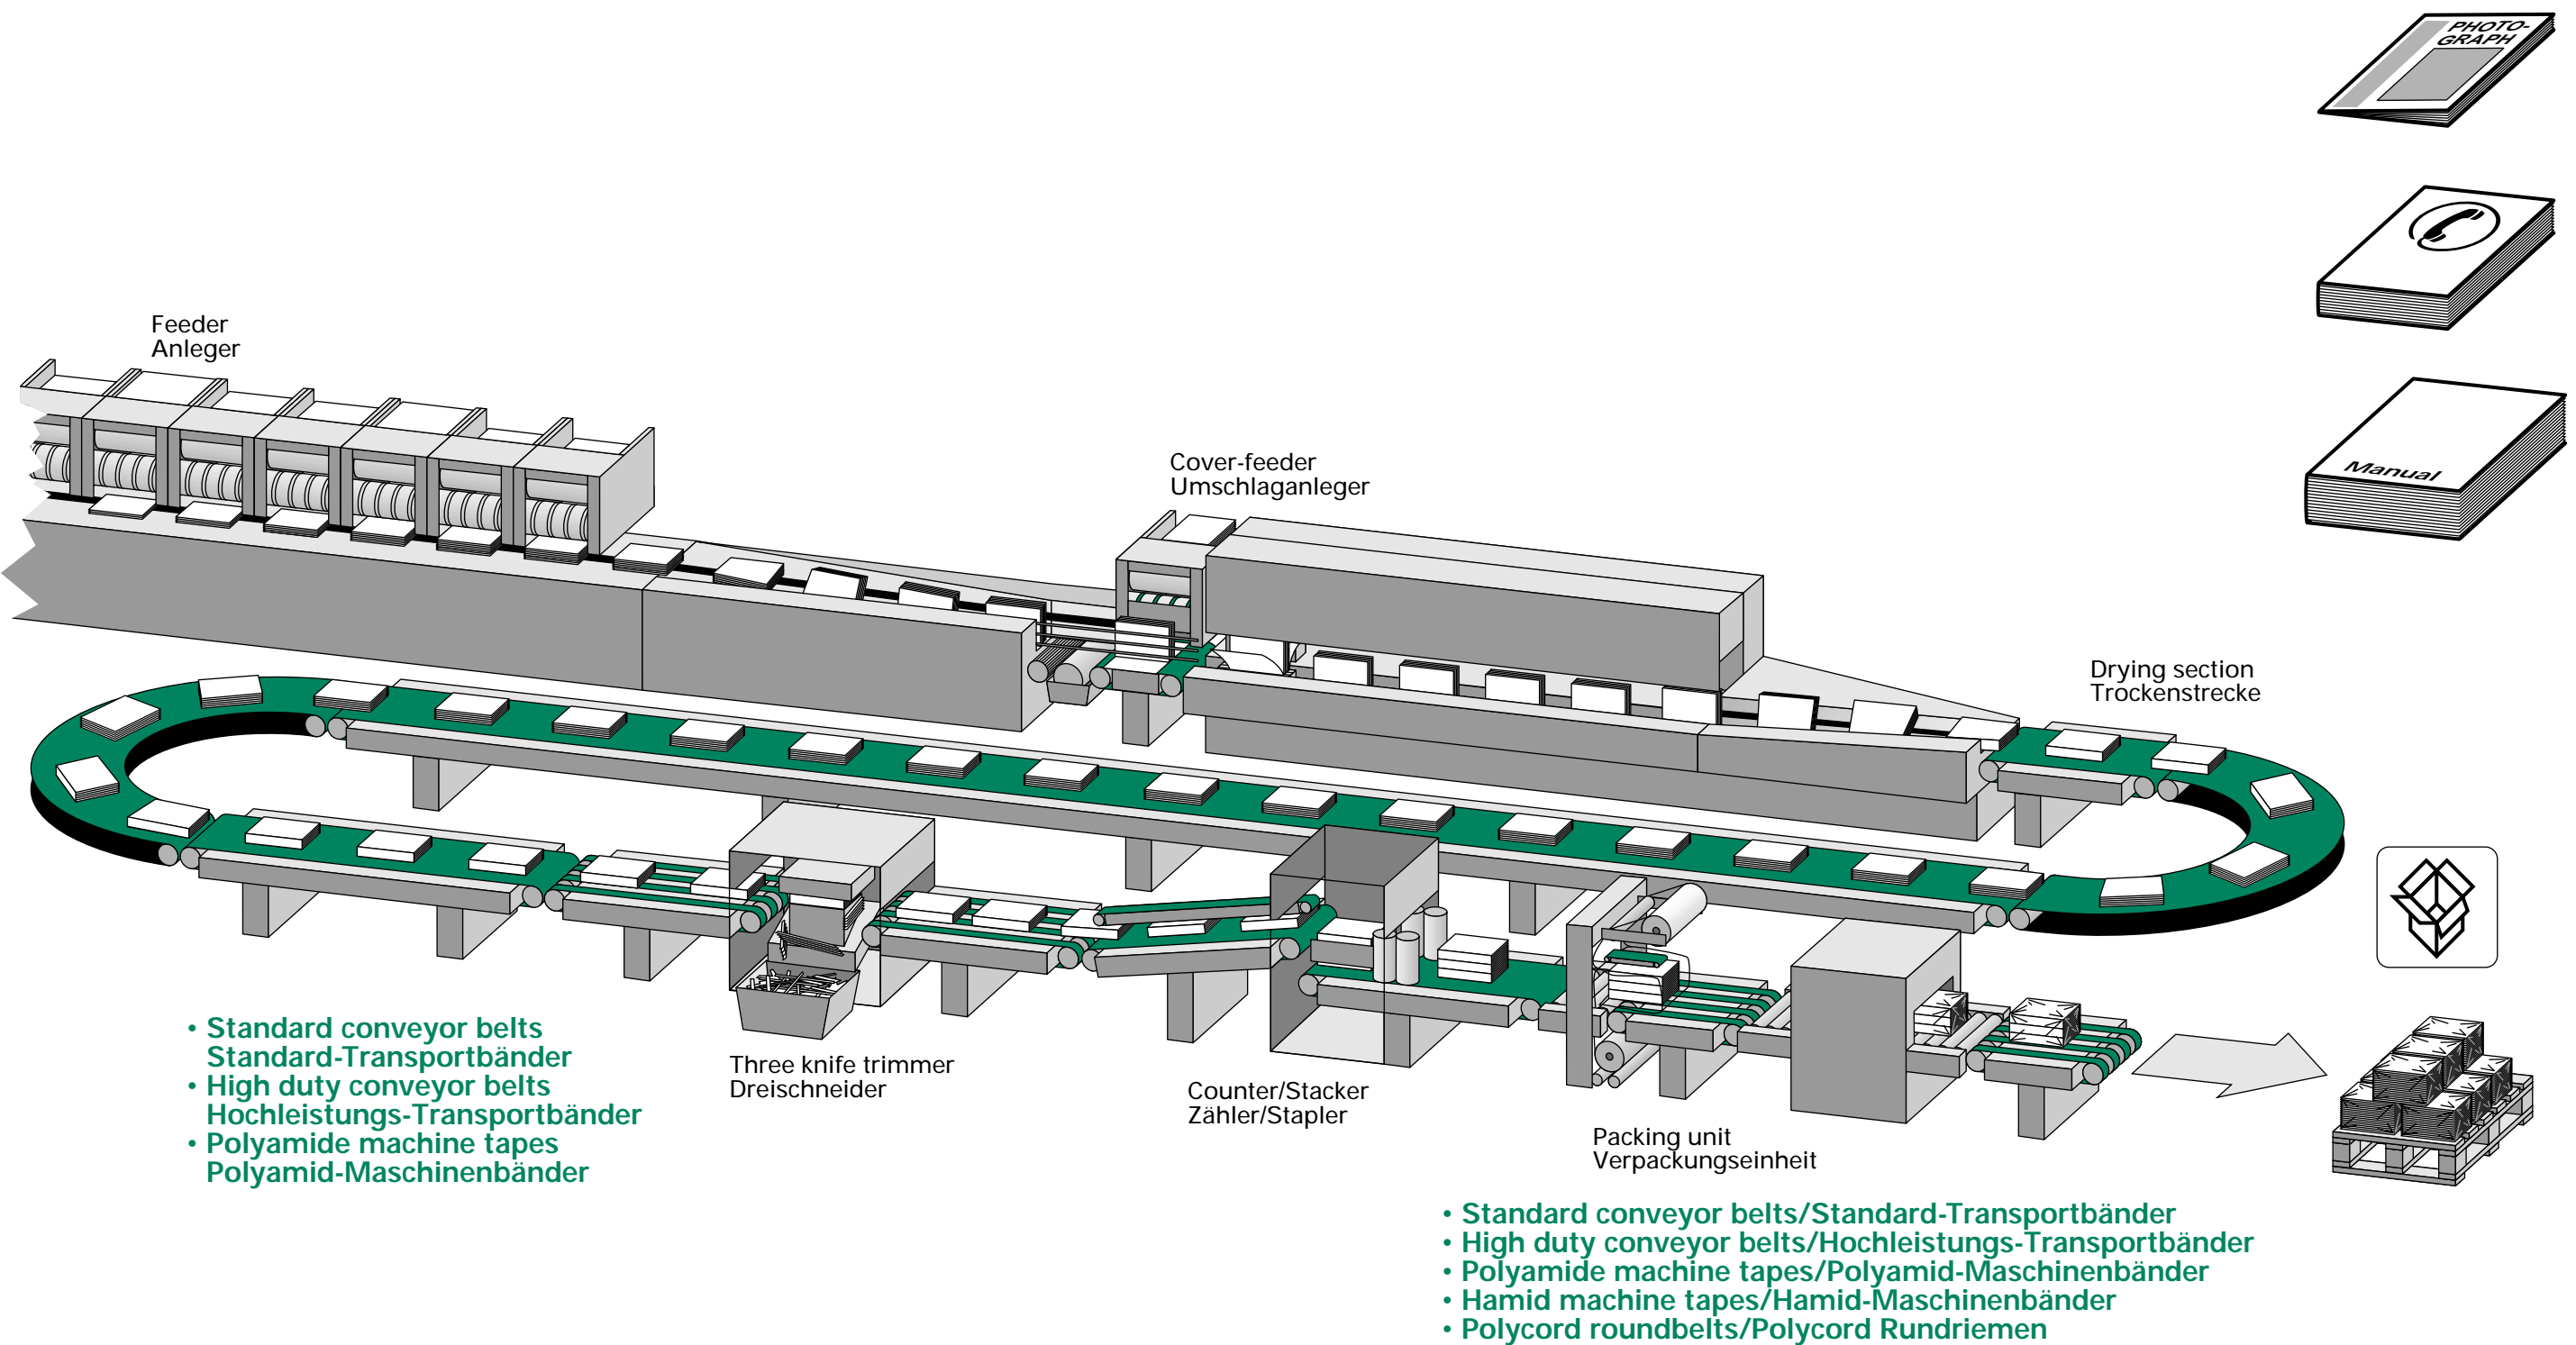 PHOTO-
GRAPH
Manual
Feeder
Anleger
Cover-feeder
Umschlaganleger
Drying section
Trockenstrecke
• Standard conveyor belts
Standard-Transportbänder
• High duty conveyor belts
Hochleistungs-Transportbänder
• Polyamide machine tapes
Polyamid-Maschinenbänder
Three knife trimmer
Dreischneider
Counter/Stacker
Zähler/Stapler
Packing unit
Verpackungseinheit
• Standard conveyor belts/Standard-Transportbänder
• High duty conveyor belts/Hochleistungs-Transportbänder
• Polyamide machine tapes/Polyamid-Maschinenbänder
• Hamid machine tapes/Hamid-Maschinenbänder
• Polycord roundbelts/Polycord Rundriemen